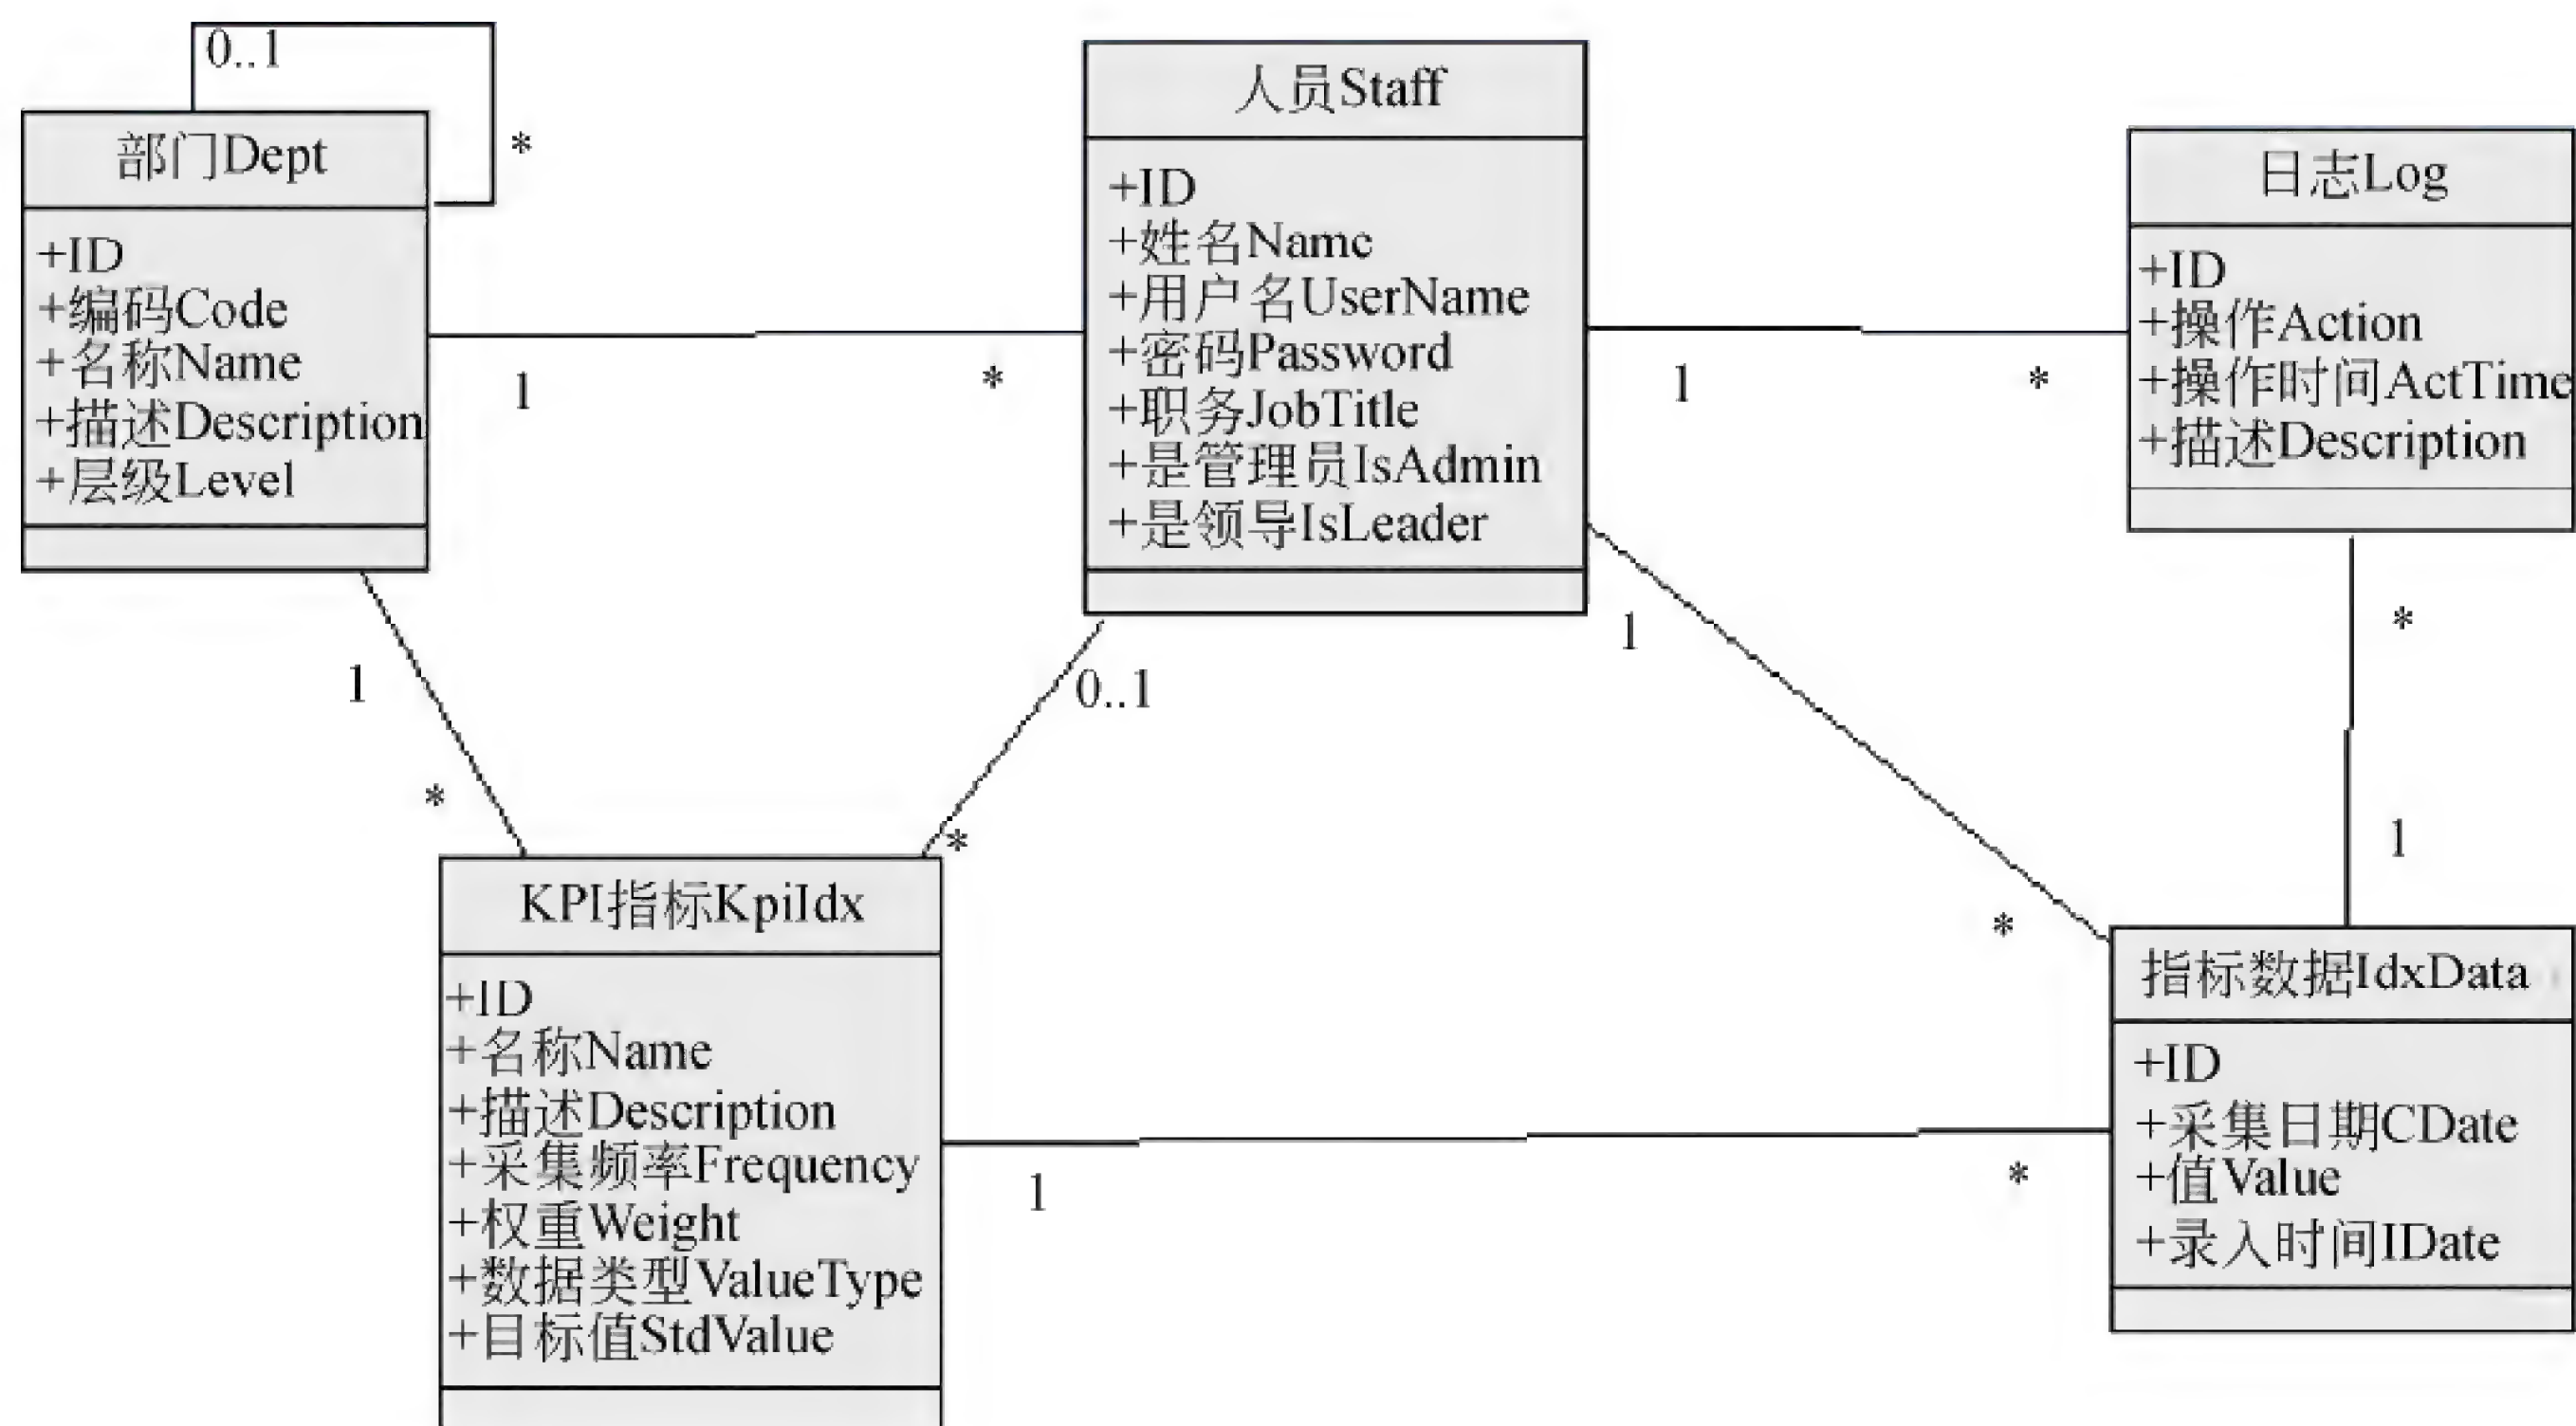 0..1
*
部门Dept
+ID
+编码Code
+名称Name
+描述Description
+层级Level
1
*
人员Staff
+ID
+姓名Name
+用户名UserName
+密码Password
+职务JobTitle
+是管理员IsAdmin
+是领导IsLeader
1
*
日志Log
+ID
+操作Action
+操作时间ActTime
+描述Description
1
*
0..1
*
1
*
*
1
KPI指标KpiIdx
+ID
+名称Name
+描述Description
+采集频率Frequency
+权重Weight
+数据类型ValueType
+目标值StdValue
1
*
指标数据IdxData
+ID
+采集日期CDate
+值Value
+录入时间IDate